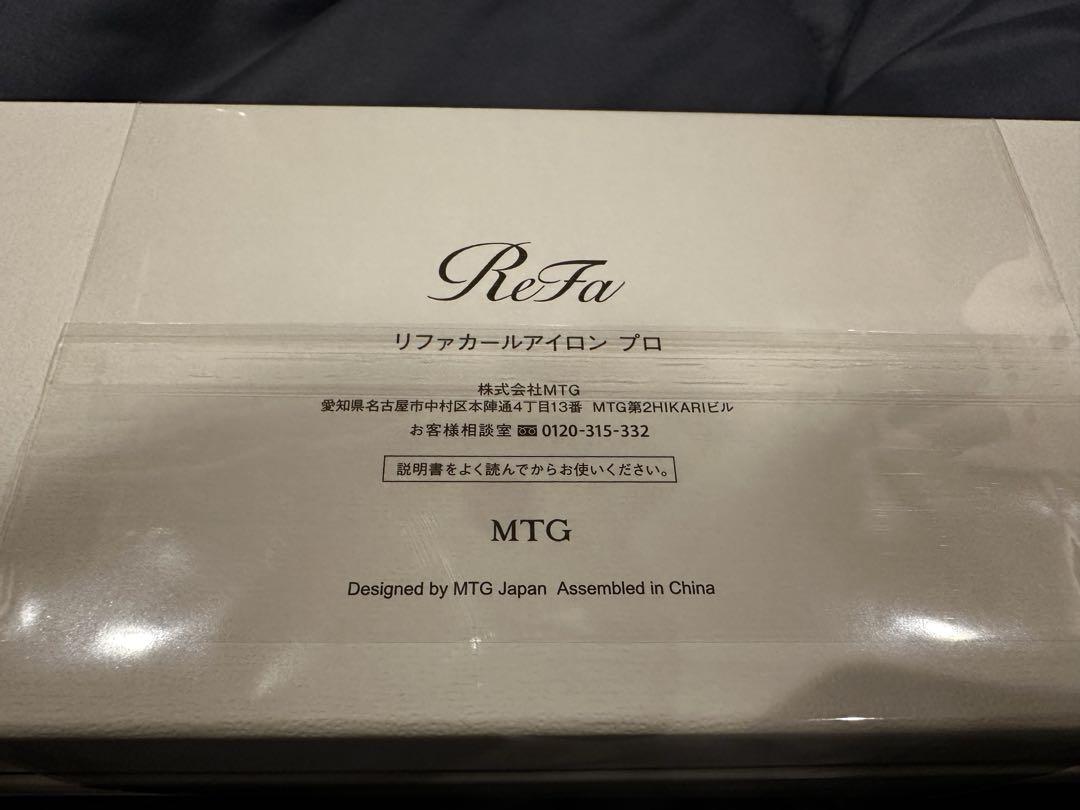 ReFa
リファカールアイロン プロ
株式会社MTG
愛知県名古屋市中村区本陣通4丁目13番 MTG第2HIKARIビル
お客様相談室 0120-315-332
説明書をよく読んでからお使いください。
MTG
Designed by MTG Japan Assembled in China